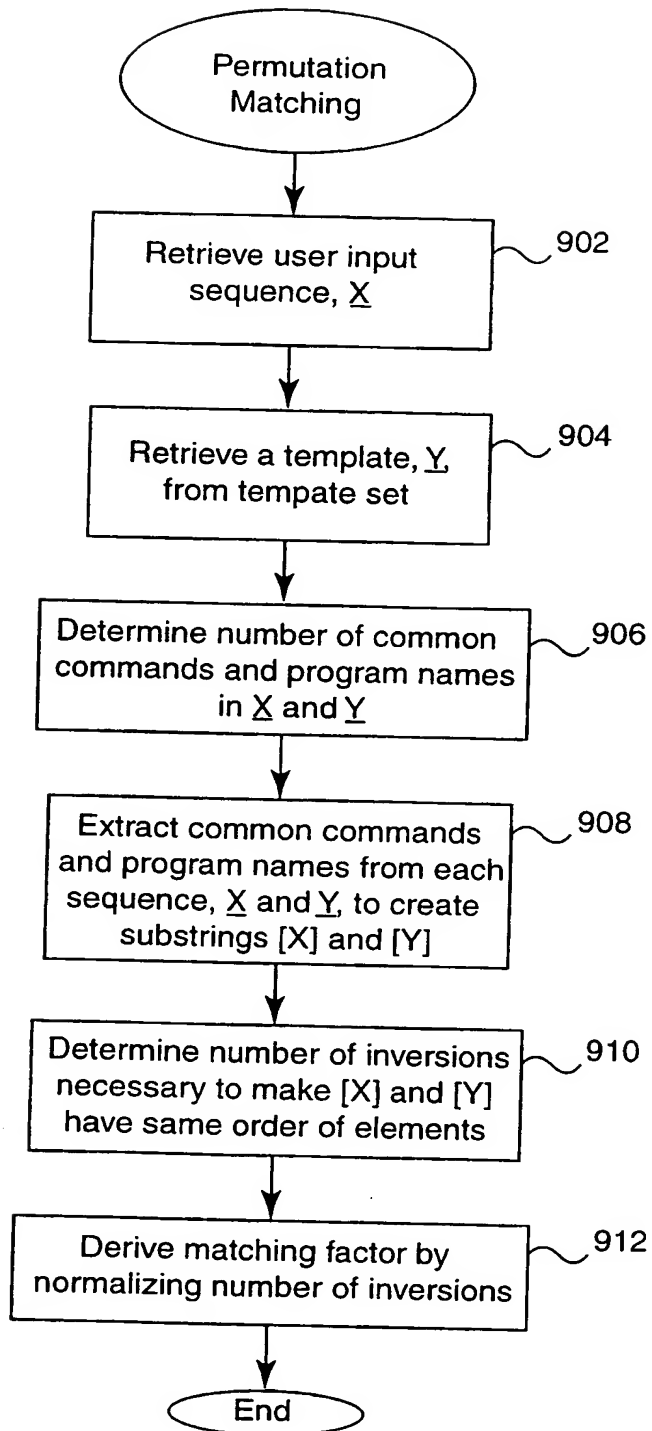 Permutation
Matching
Retrieve user input
sequence, X
902
Retrieve a template, Y,
from tempate set
904
Determine number of common
commands and program names
in X and Y
906
Extract common commands
and program names from each
sequence, X and Y, to create
substrings [X] and [Y]
908
Determine number of inversions
necessary to make [X] and [Y]
have same order of elements
910
Derive matching factor by
normalizing number of inversions
912
End